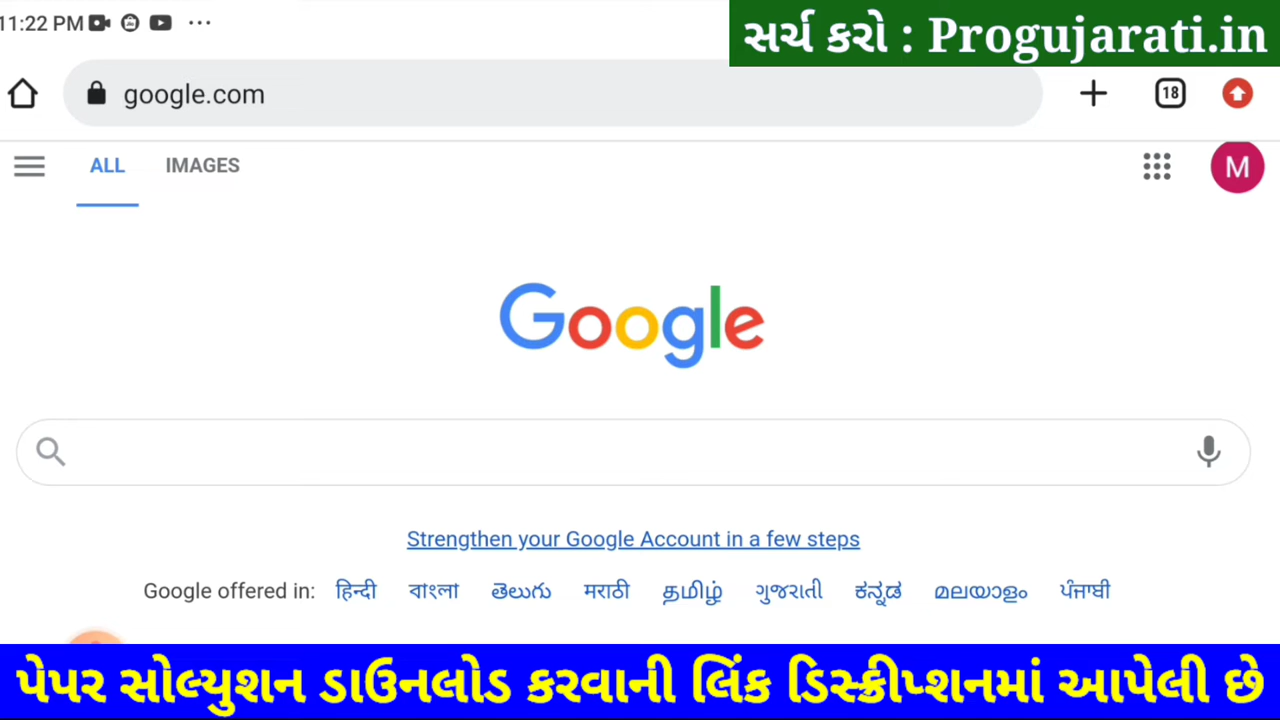 11:22 PM
સર્ચ કરો : Progujarati.in
google.com
18
ALL IMAGES
M
Google
Strengthen your Google Account in a few steps
Google offered in: हिन्दी বাংলা తెలుగు मराठी தமிழ் ગુજરાતી ಕನ್ನಡ മലയാളം ਪੰਜਾਬੀ
પેપર સોલ્યુશન ડાઉનલોડ કરવાની લિંક ડિસ્ક્રીપ્શનમાં આપેલી છે